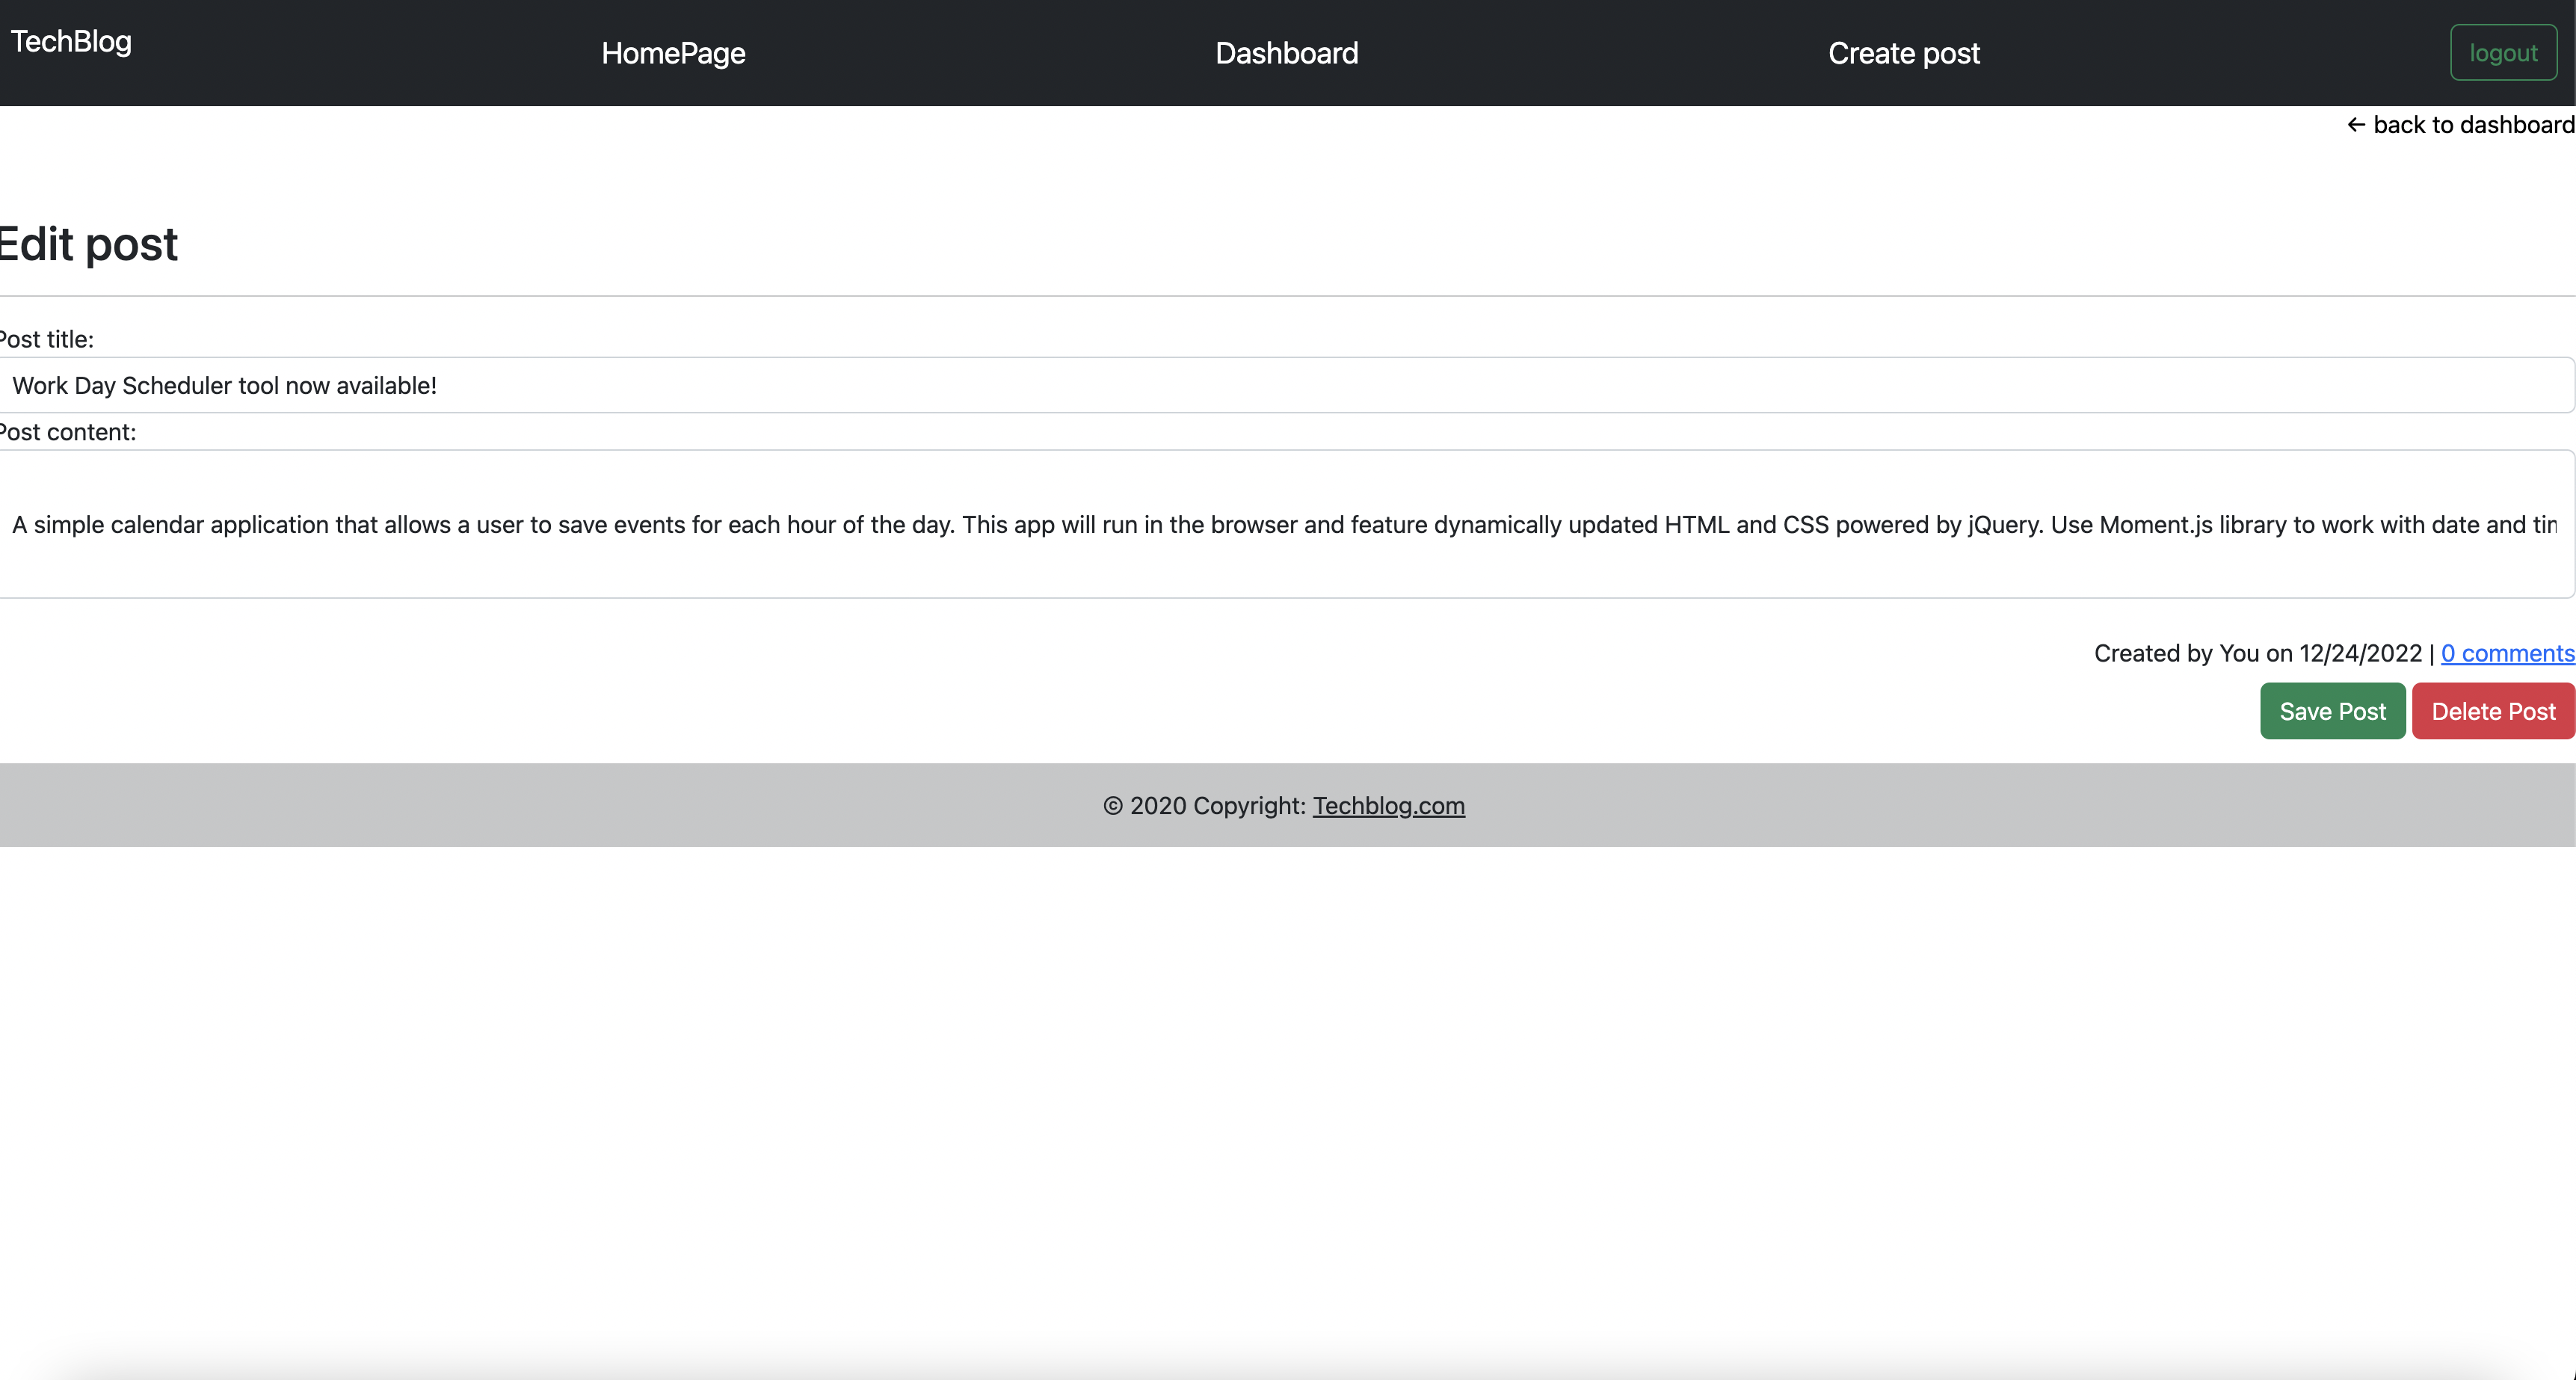 TechBlog
HomePage
Dashboard
Create post
logout
← back to dashboard
Edit post
Post title:
Work Day Scheduler tool now available!
Post content:
A simple calendar application that allows a user to save events for each hour of the day. This app will run in the browser and feature dynamically updated HTML and CSS powered by jQuery. Use Moment.js library to work with date and
Created by You on 12/24/2022 | 0 comments
Save Post
Delete Post
© 2020 Copyright: Techblog.com